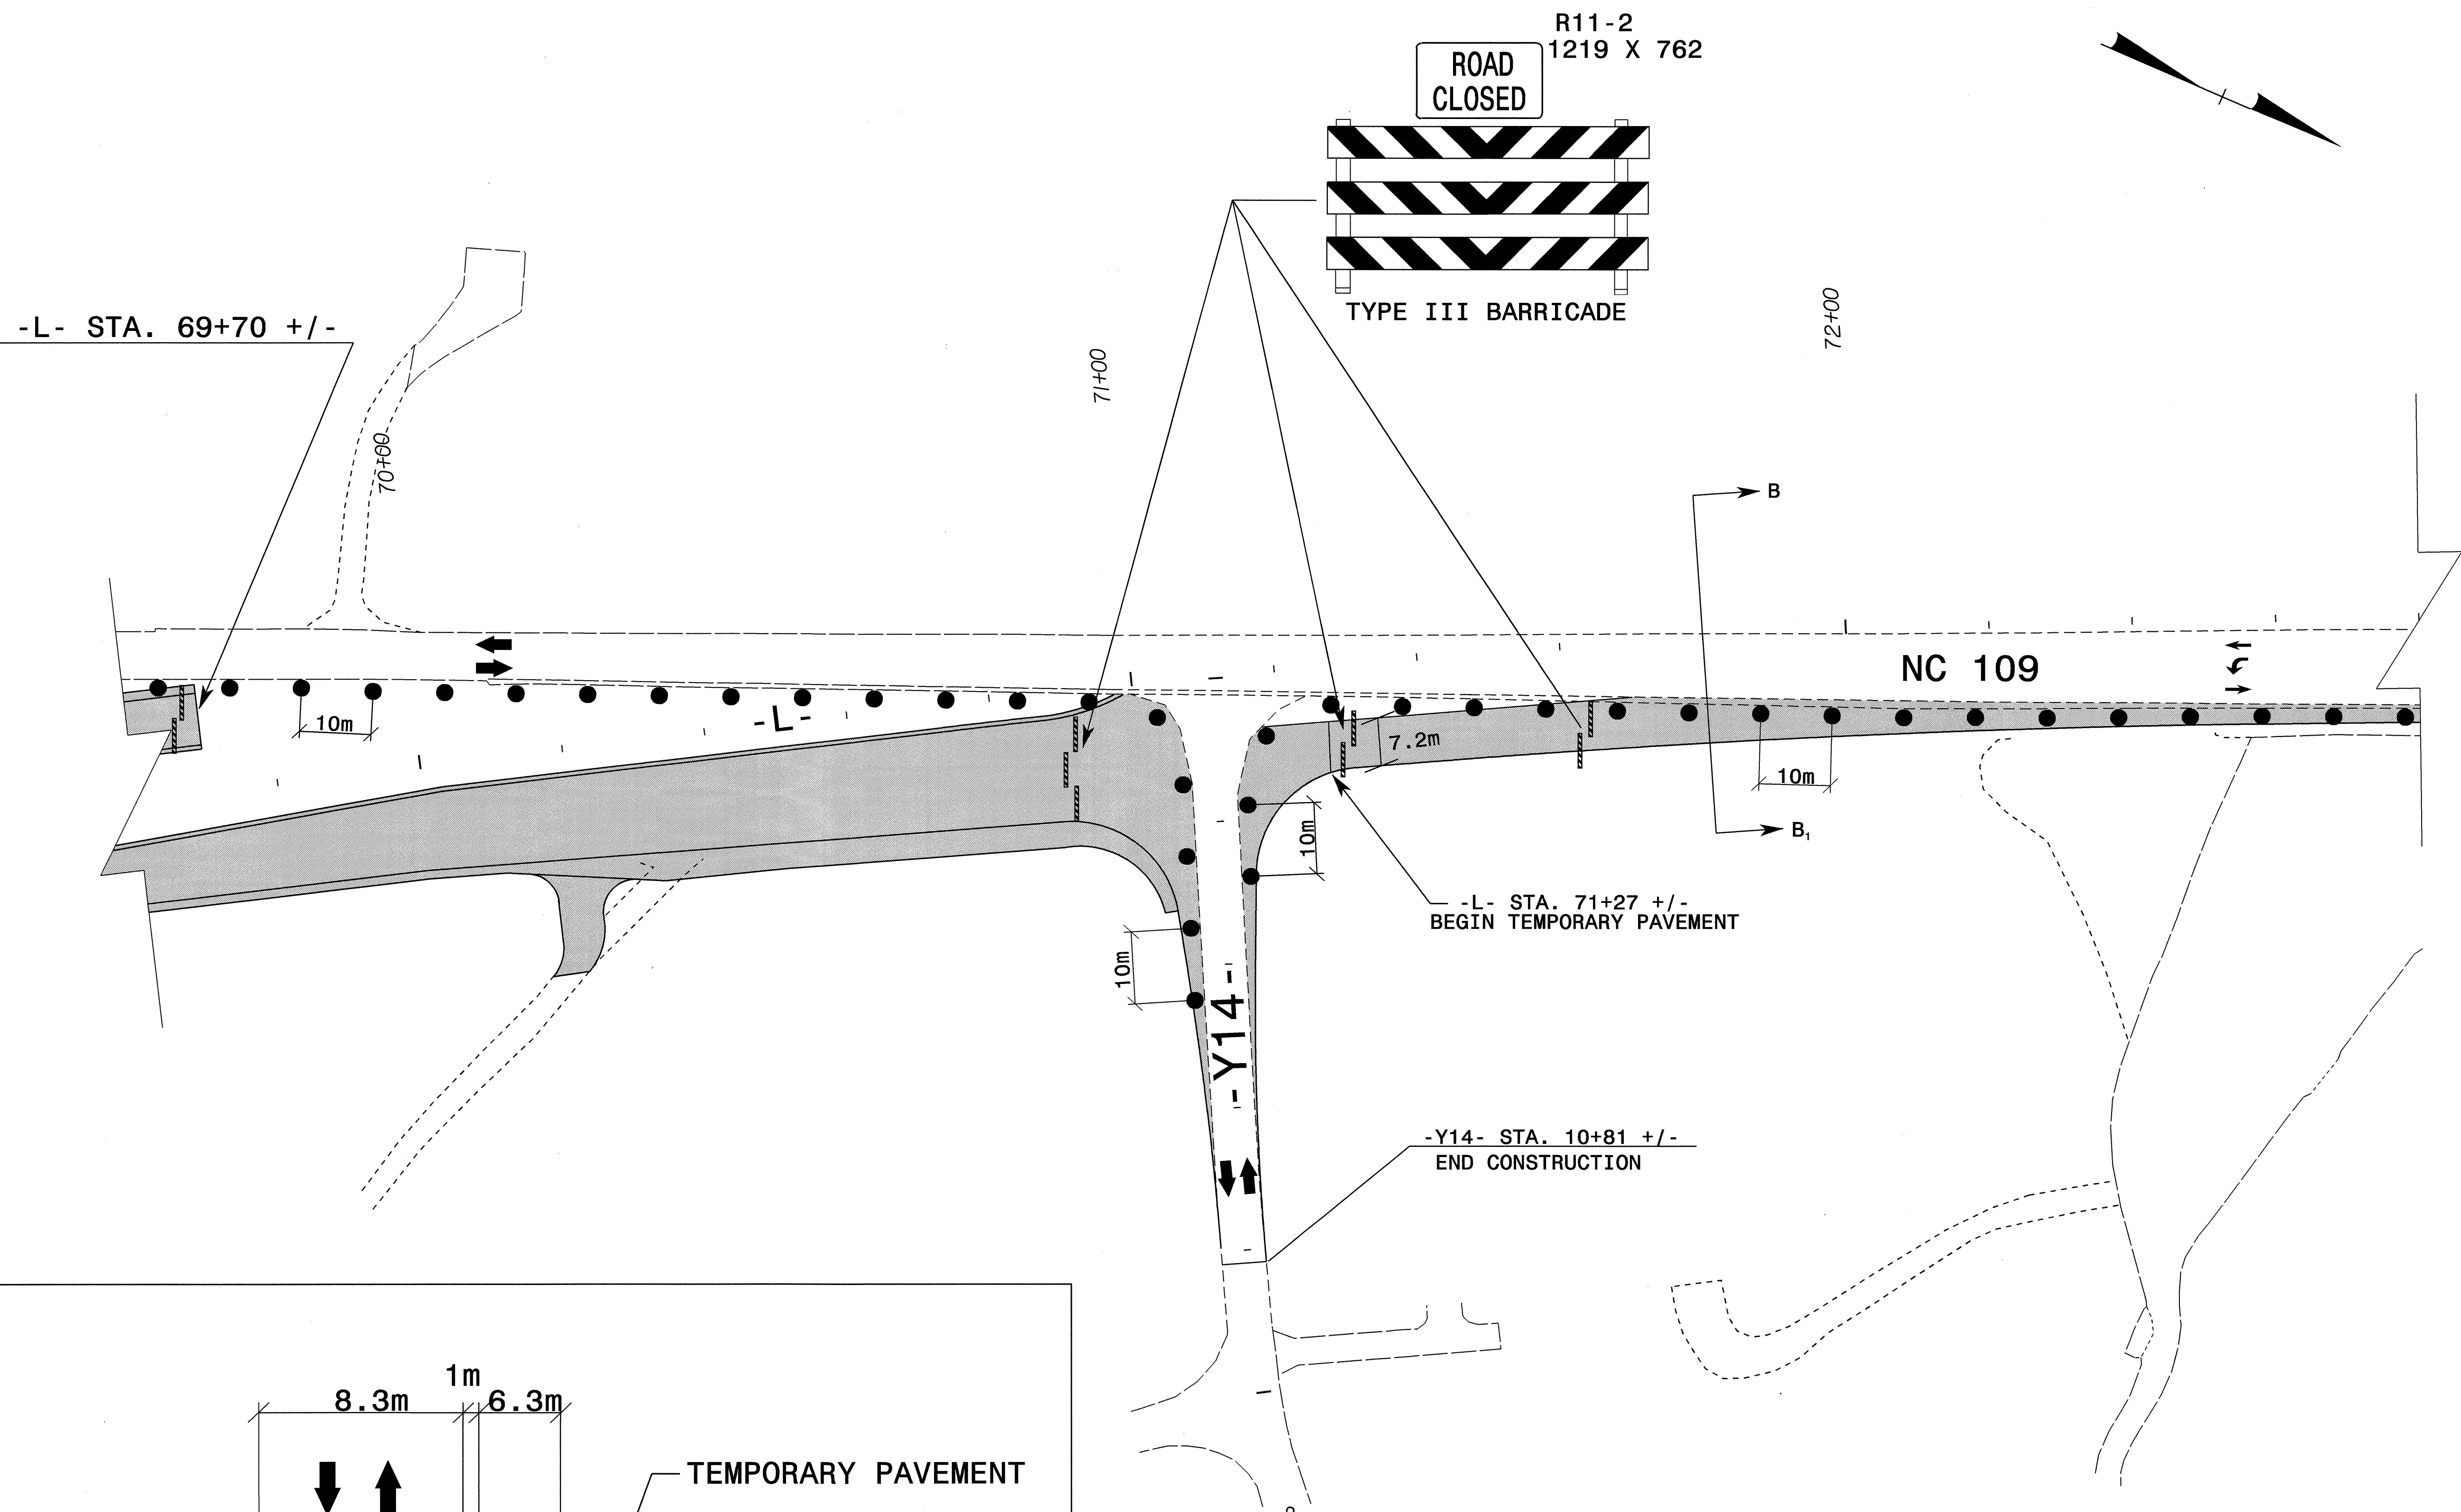 R11-2
1219 X 762
ROAD
CLOSED
TYPE III BARRICADE
-L- STA. 69+70 +/-
70+00
71+00
72+00
B
NC 109
10m
-L-
7.2m
10m
B1
10m
-L- STA. 71+27 +/-
BEGIN TEMPORARY PAVEMENT
10m
-Y14-
-Y14- STA. 10+81 +/-
END CONSTRUCTION
1m
8.3m
6.3m
TEMPORARY PAVEMENT